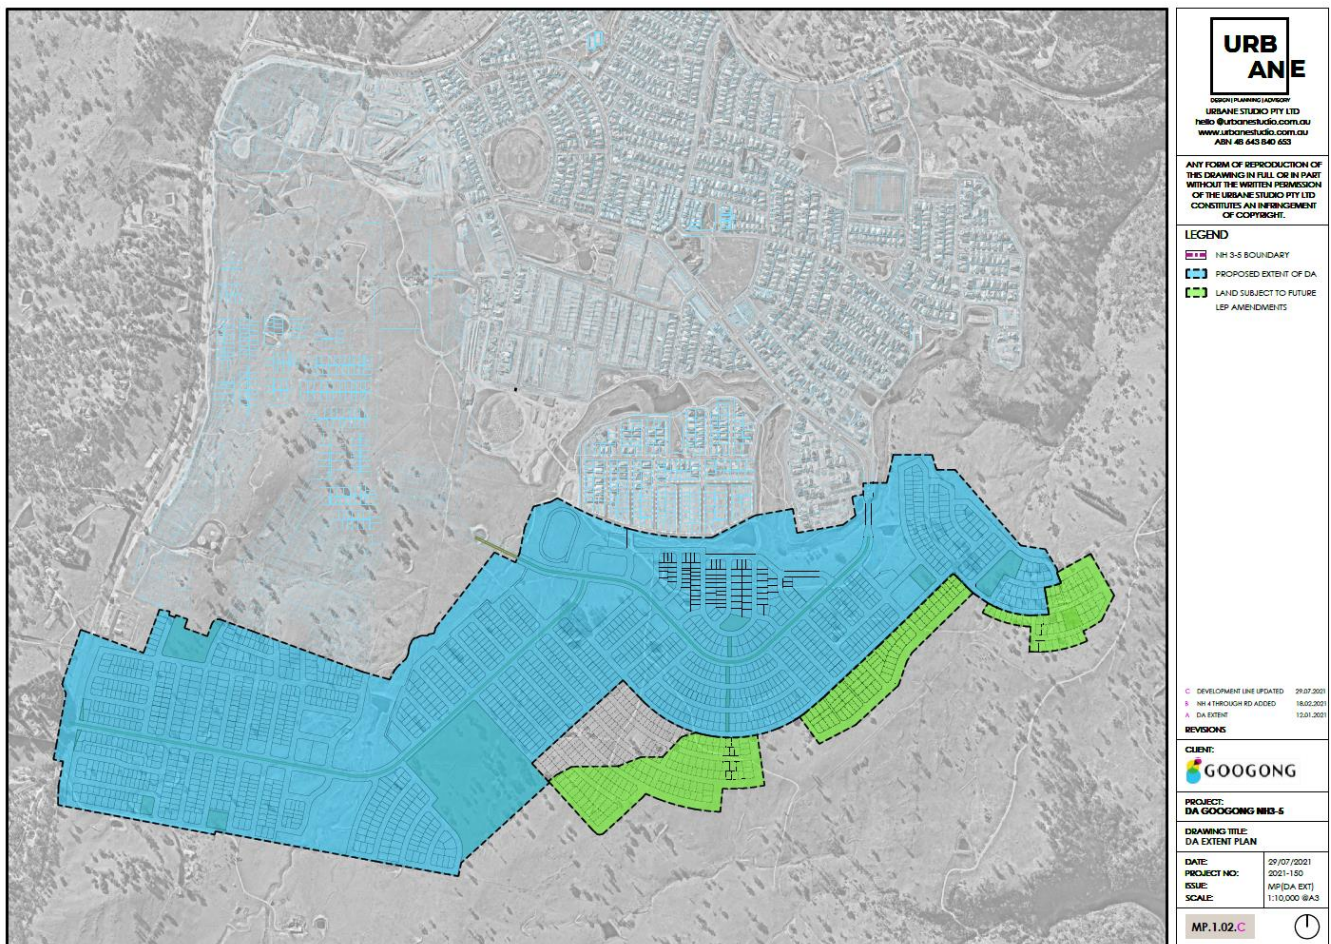 URB
ANE
DESIGN | PLANNING | ADVISORY
URBANE STUDIO PTY LTD
hello @urbanestudio.com.au
www.urbanestudio.com.au
ABN 48 643 840 653
ANY FORM OF REPRODUCTION OF
THIS DRAWING IN FULL OR IN PART
WITHOUT THE WRITTEN PERMISSION
OF THE URBANE STUDIO PTY LTD
CONSTITUTES AN INFRINGEMENT
OF COPYRIGHT.
LEGEND
NH 3-5 BOUNDARY
PROPOSED EXTENT OF DA
LAND SUBJECT TO FUTURE
LEP AMENDMENTS
C DEVELOPMENT LINE UPDATED 29.07.2021
B NH 4 THROUGH RD ADDED 18.02.2021
A DA EXTENT 12.01.2021
REVISIONS
CLIENT:
GOOGONG
PROJECT:
DA GOOGONG NH3-5
DRAWING TITLE:
DA EXTENT PLAN
DATE: 29/07/2021
PROJECT NO: 2021-150
ISSUE: MP(DA EXT)
SCALE: 1:10,000 @A3
MP.1.02.C